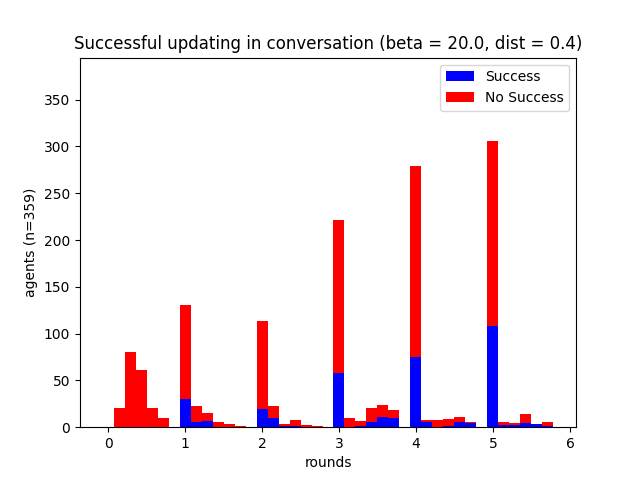 Successful updating in conversation (beta = 20.0, dist = 0.4)
Success
No Success
agents (n=359)
350
300
250
200
150
100
50
0
0 1 2 3 4 5 6
rounds